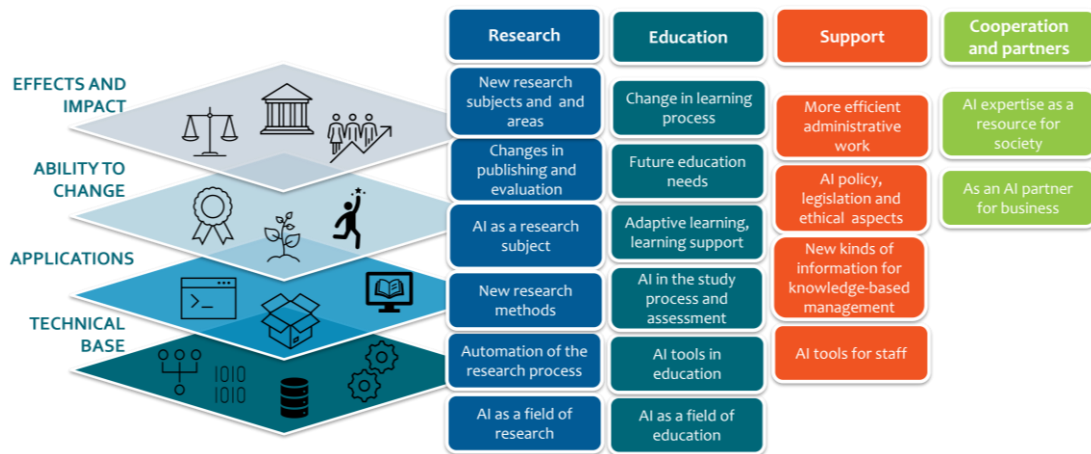 EFFECTS AND
IMPACT
ABILITY TO
CHANGE
APPLICATIONS
TECHNICAL
BASE
>_
1010
1010
Research
New research
subjects and and
areas
Changes in
publishing and
evaluation
AI as a research
subject
New research
methods
Automation of the
research process
AI as a field of
research
Education
Change in learning
process
Future education
needs
Adaptive learning,
learning support
AI in the study
process and
assessment
AI tools in
education
AI as a field of
education
Support
More efficient
administrative
work
AI policy,
legislation and
ethical aspects
New kinds of
information for
knowledge-based
management
AI tools for staff
Cooperation
and partners
AI expertise as a
resource for
society
As an AI partner
for business